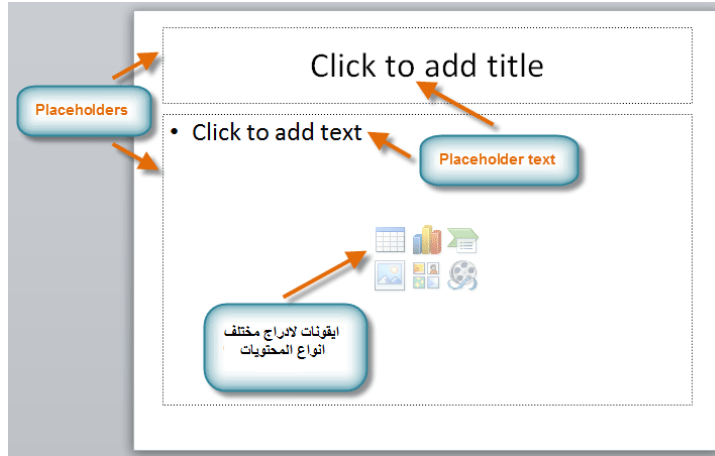 Click to add title
Placeholders
• Click to add text
Placeholder text
ايقونات لادراج مختلف
انواع المحتويات